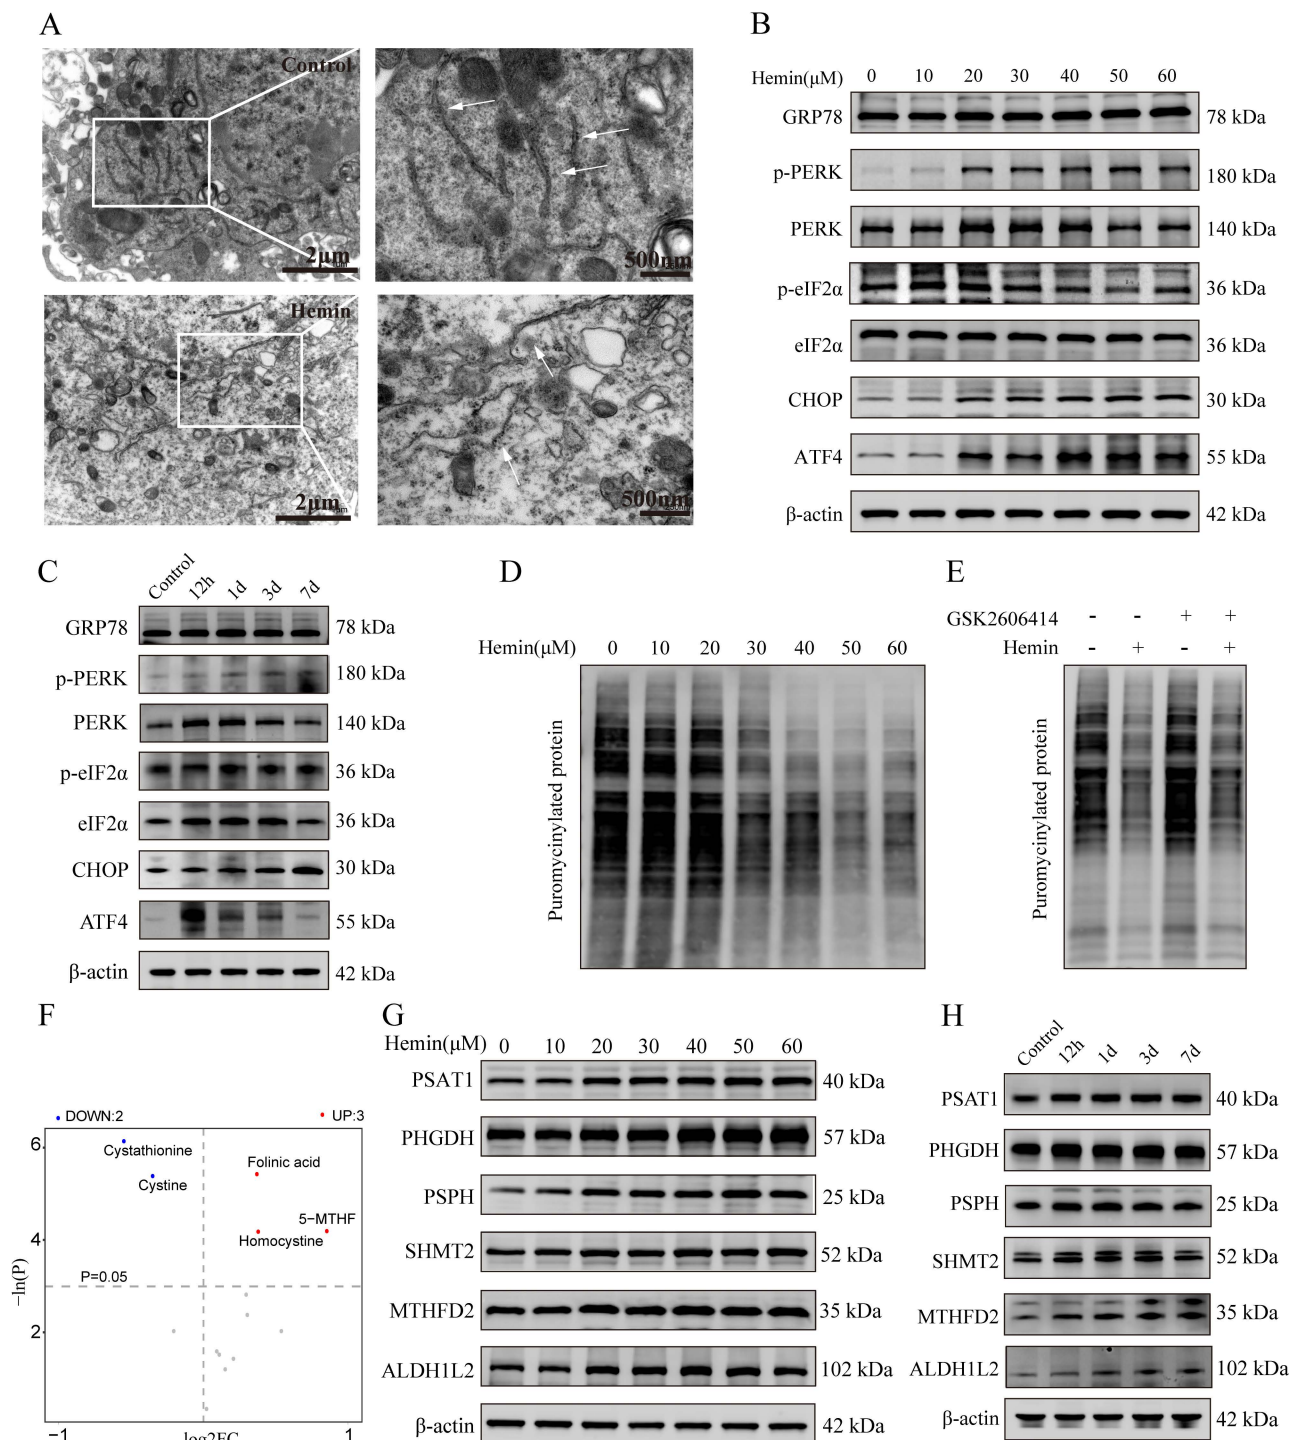 A
Control
2μm
500nm
Hemin
2μm
500nm
B
Hemin(μM) 0 10 20 30 40 50 60
GRP78 78 kDa
p-PERK 180 kDa
PERK 140 kDa
p-eIF2α 36 kDa
eIF2α 36 kDa
CHOP 30 kDa
ATF4 55 kDa
β-actin 42 kDa
C
Control 12h 1d 3d 7d
GRP78 78 kDa
p-PERK 180 kDa
PERK 140 kDa
p-eIF2α 36 kDa
eIF2α 36 kDa
CHOP 30 kDa
ATF4 55 kDa
β-actin 42 kDa
D
Hemin(μM) 0 10 20 30 40 50 60
Puromycinylated protein
E
GSK2606414 - - + +
Hemin - + - +
Puromycinylated protein
F
DOWN:2 UP:3
6
Cystathionine
Folinic acid
Cystine
5-MTHF
4
Homocystine
P=0.05
−ln(P)
2
−1 log2FC 1
G
Hemin(μM) 0 10 20 30 40 50 60
PSAT1 40 kDa
PHGDH 57 kDa
PSPH 25 kDa
SHMT2 52 kDa
MTHFD2 35 kDa
ALDH1L2 102 kDa
β-actin 42 kDa
H
Control 12h 1d 3d 7d
PSAT1 40 kDa
PHGDH 57 kDa
PSPH 25 kDa
SHMT2 52 kDa
MTHFD2 35 kDa
ALDH1L2 102 kDa
β-actin 42 kDa